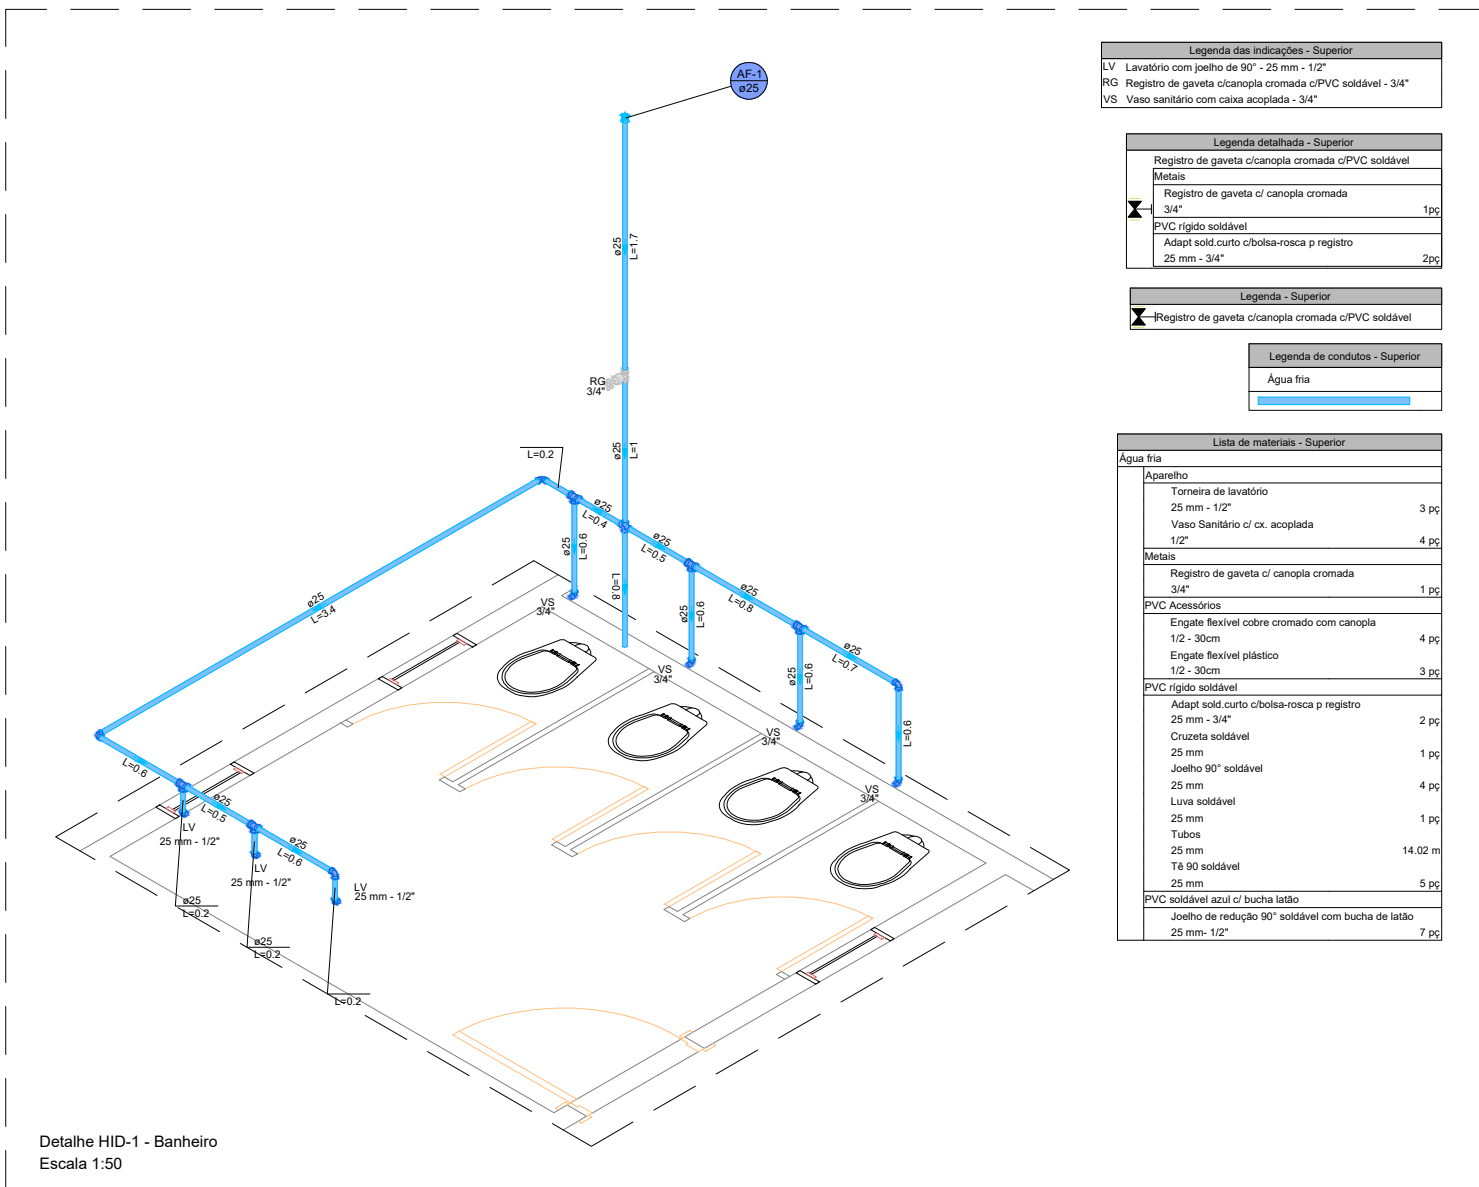 AF-1
ø25
ø25
L=1.7
RG
3/4"
ø25
L=1
L=0.2
ø25
L=0.4
ø25
L=0.5
ø25
L=0.6
L=0.8
ø25
L=0.6
ø25
L=0.8
ø25
L=0.6
ø25
L=0.7
L=0.6
ø25
L=3.4
VS
3/4"
VS
3/4"
VS
3/4"
VS
3/4"
L=0.6
ø25
L=0.5
ø25
L=0.6
LV
25 mm - 1/2"
LV
25 mm - 1/2"
LV
25 mm - 1/2"
ø25
L=0.2
ø25
L=0.2
L=0.2
Detalhe HID-1 - Banheiro
Escala 1:50
Legenda das indicações - Superior
LV Lavatório com joelho de 90° - 25 mm - 1/2"
RG Registro de gaveta c/canopla cromada c/PVC soldável - 3/4"
VS Vaso sanitário com caixa acoplada - 3/4"
Legenda detalhada - Superior
Registro de gaveta c/canopla cromada c/PVC soldável
Metais
Registro de gaveta c/ canopla cromada
3/4" 1pç
PVC rígido soldável
Adapt sold.curto c/bolsa-rosca p registro
25 mm - 3/4" 2pç
Legenda - Superior
Registro de gaveta c/canopla cromada c/PVC soldável
Legenda de condutos - Superior
Água fria
Lista de materiais - Superior
Água fria
Aparelho
Torneira de lavatório
25 mm - 1/2" 3 pç
Vaso Sanitário c/ cx. acoplada
1/2" 4 pç
Metais
Registro de gaveta c/ canopla cromada
3/4" 1 pç
PVC Acessórios
Engate flexível cobre cromado com canopla
1/2 - 30cm 4 pç
Engate flexível plástico
1/2 - 30cm 3 pç
PVC rígido soldável
Adapt sold.curto c/bolsa-rosca p registro
25 mm - 3/4" 2 pç
Cruzeta soldável
25 mm 1 pç
Joelho 90° soldável
25 mm 4 pç
Luva soldável
25 mm 1 pç
Tubos
25 mm 14.02 m
Tê 90 soldável
25 mm 5 pç
PVC soldável azul c/ bucha latão
Joelho de redução 90° soldável com bucha de latão
25 mm- 1/2" 7 pç